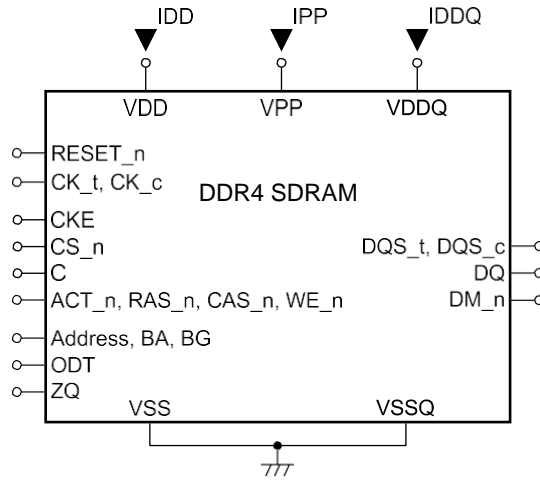 IDD IPP IDDQ
VDD VPP VDDQ
RESET_n
CK_t, CK_c
DDR4 SDRAM
CKE
CS_n
DQS_t, DQS_c
C
DQ
ACT_n, RAS_n, CAS_n, WE_n
DM_n
Address, BA, BG
ODT
ZQ
VSS VSSQ